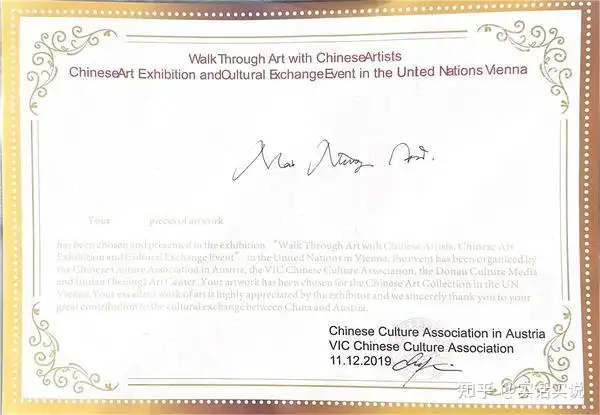 Walk Through Art with ChineseArtists
ChineseArt Exhibition andCultural ExchangeEvent in the United Nations Vienna
Your pieces of artwork
has been chosen and presented in the exhibition “Walk Through Art with Chinese Artists, Chinese Art
Exhibition and Cultural Exchange Event” in the United Nations in Vienna, the event has been organized by
the Chinese Culture Association in Austria, the VIC Chinese Culture Association, the Donau Culture Media
and (Beijing) Art Center. Your artwork has been chosen for the Chinese Art Collection in the UN
Vienna. Your excellent work of art is highly appreciated by the exhibitor and we sincerely thank you to your
great contribution to the cultural exchange between China and Austria.
Chinese Culture Association in Austria
VIC Chinese Culture Association
11.12.2019
知乎 @实话实说